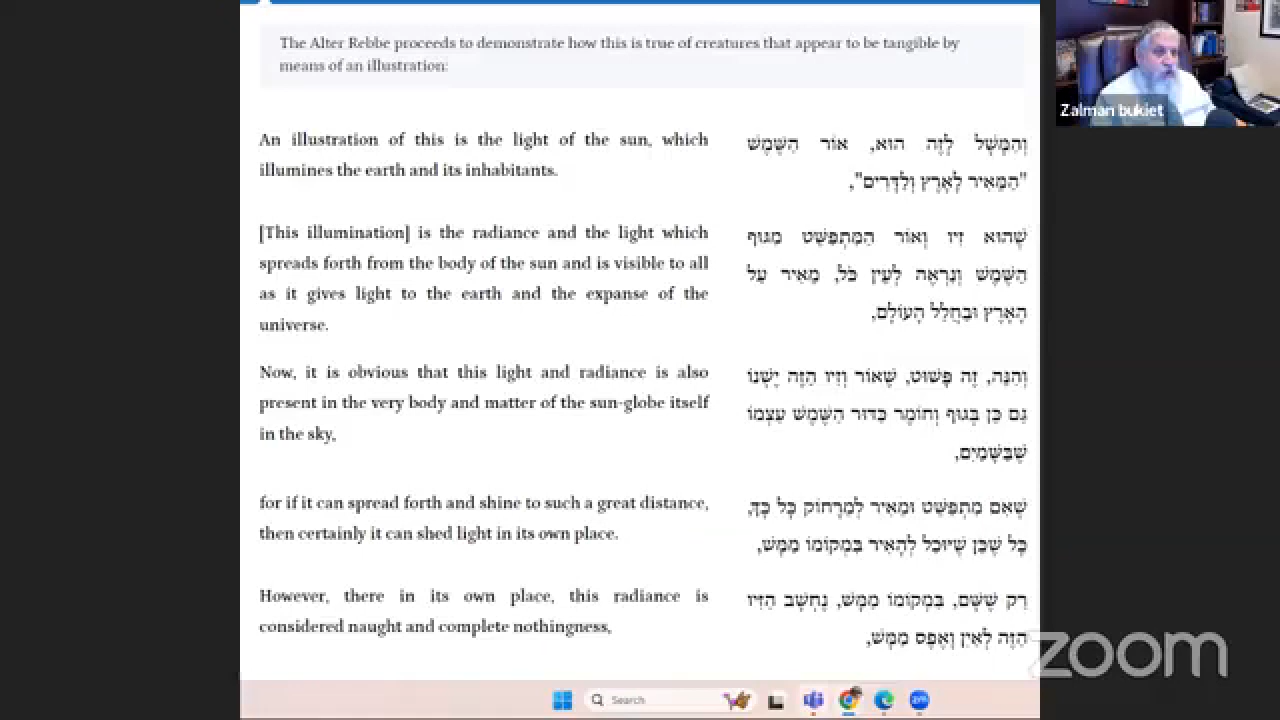 The Alter Rebbe proceeds to demonstrate how this is true of creatures that appear to be tangible by
means of an illustration:
Zalman bukiet
An illustration of this is the light of the sun, which
illumines the earth and its inhabitants.
וְהַמָּשָׁל לָזֶה הוּא, אוֹר הַשֶּׁמֶשׁ
"הַמֵּאִיר לָאָרֶץ וְלַדָּרִים",
[This illumination] is the radiance and the light which
spreads forth from the body of the sun and is visible to all
as it gives light to the earth and the expanse of the
universe.
שֶׁהוּא זִיו וְאוֹר הַמִּתְפַּשֵּׁט מִגּוּף
הַשֶּׁמֶשׁ וְנִרְאֶה לְעֵין כֹּל, מֵאִיר עַל
הָאָרֶץ וּבַחֲלַל הָעוֹלָם,
Now, it is obvious that this light and radiance is also
present in the very body and matter of the sun-globe itself
in the sky,
וְהִנֵּה, זֶה פָּשׁוּט, שֶׁאוֹר וְזִיו הַזֶּה יֶשְׁנוֹ
גַּם כֵּן בְּגוּף וְחוֹמֶר כַּדּוּר הַשֶּׁמֶשׁ עַצְמוֹ
שֶׁבַּשָּׁמַיִם,
for if it can spread forth and shine to such a great distance,
then certainly it can shed light in its own place.
שֶׁאִם מִתְפַּשֵּׁט וּמֵאִיר לְמֵרָחוֹק כָּל כָּךְ,
כָּל שֶׁכֵּן שֶׁיּוּכַל לְהָאִיר בִּמְקוֹמוֹ מַמָּשׁ,
However, there in its own place, this radiance is
considered naught and complete nothingness,
רַק שֶׁשָּׁם, בִּמְקוֹמוֹ מַמָּשׁ, נֶחְשָׁב הַזִּיו
הַזֶּה לְאַיִן וָאֶפֶס מַמָּשׁ,
zoom
Search